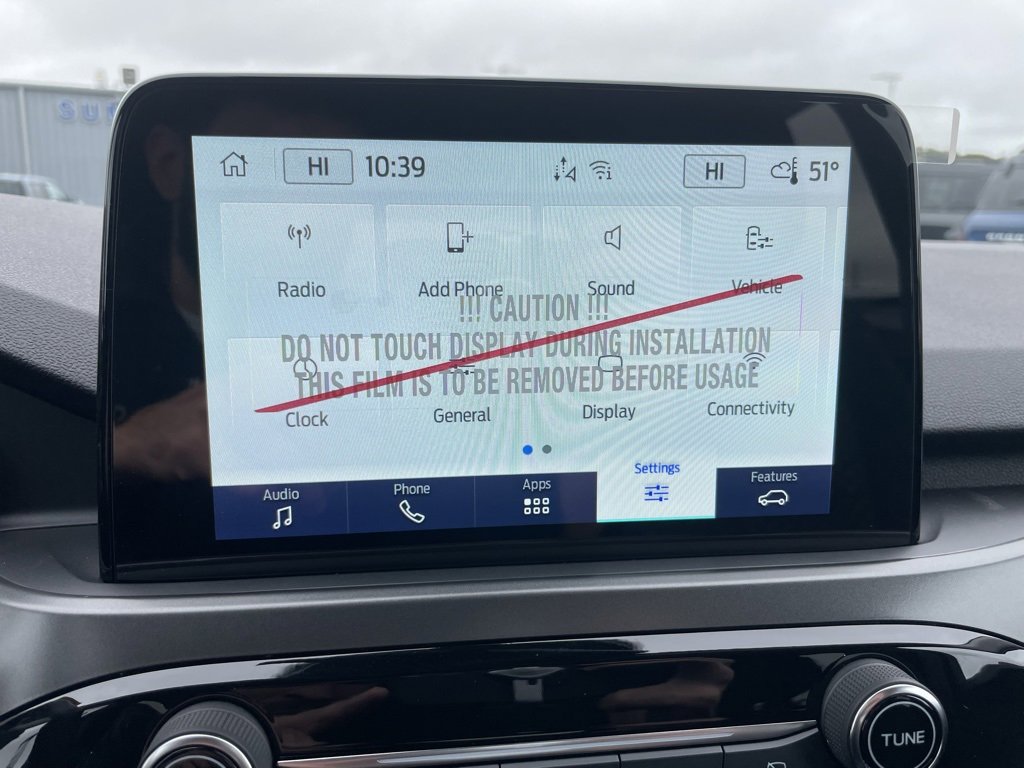 HI 10:39 HI 51°
Radio Add Phone Sound Vehicle
!!! CAUTION !!!
DO NOT TOUCH DISPLAY DURING INSTALLATION
THIS FILM IS TO BE REMOVED BEFORE USAGE
Clock General Display Connectivity
Audio Phone Apps Settings Features
TUNE